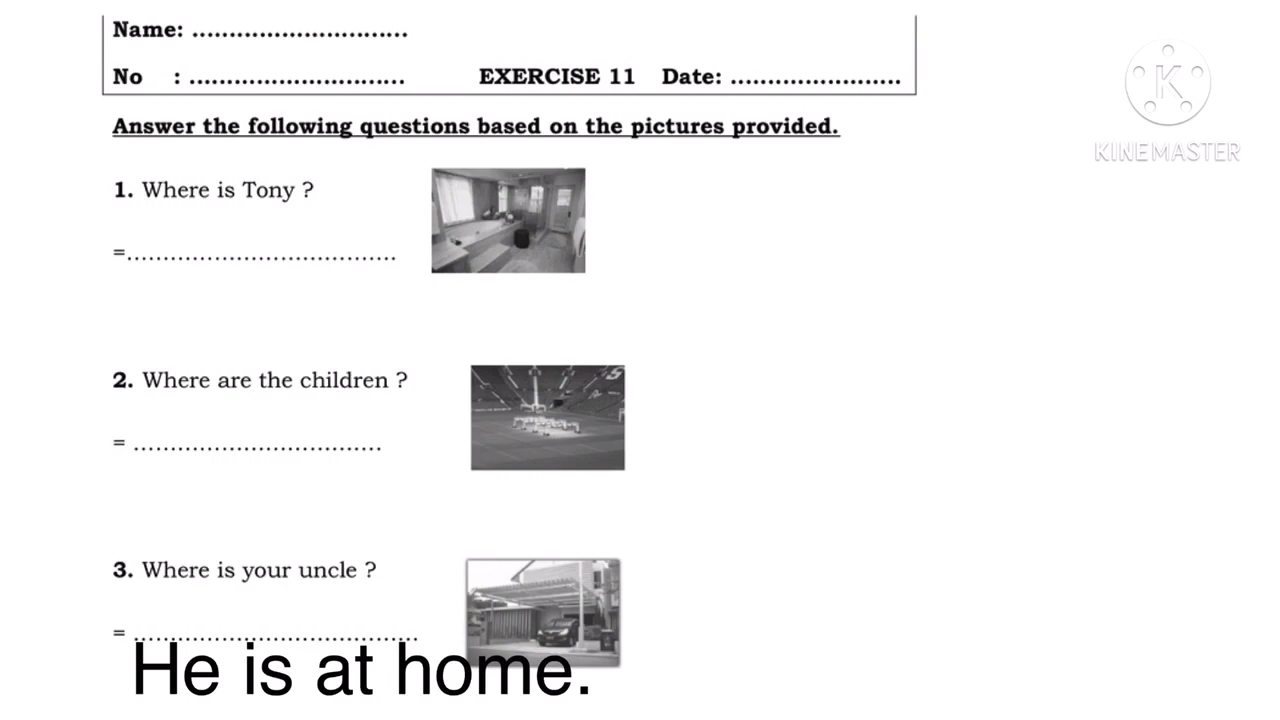 Name: .............................
No : ............................. EXERCISE 11 Date: .......................
KINEMASTER
Answer the following questions based on the pictures provided.
1. Where is Tony ?
=.....................................
2. Where are the children ?
= ..................................
3. Where is your uncle ?
= .......................................
He is at home.